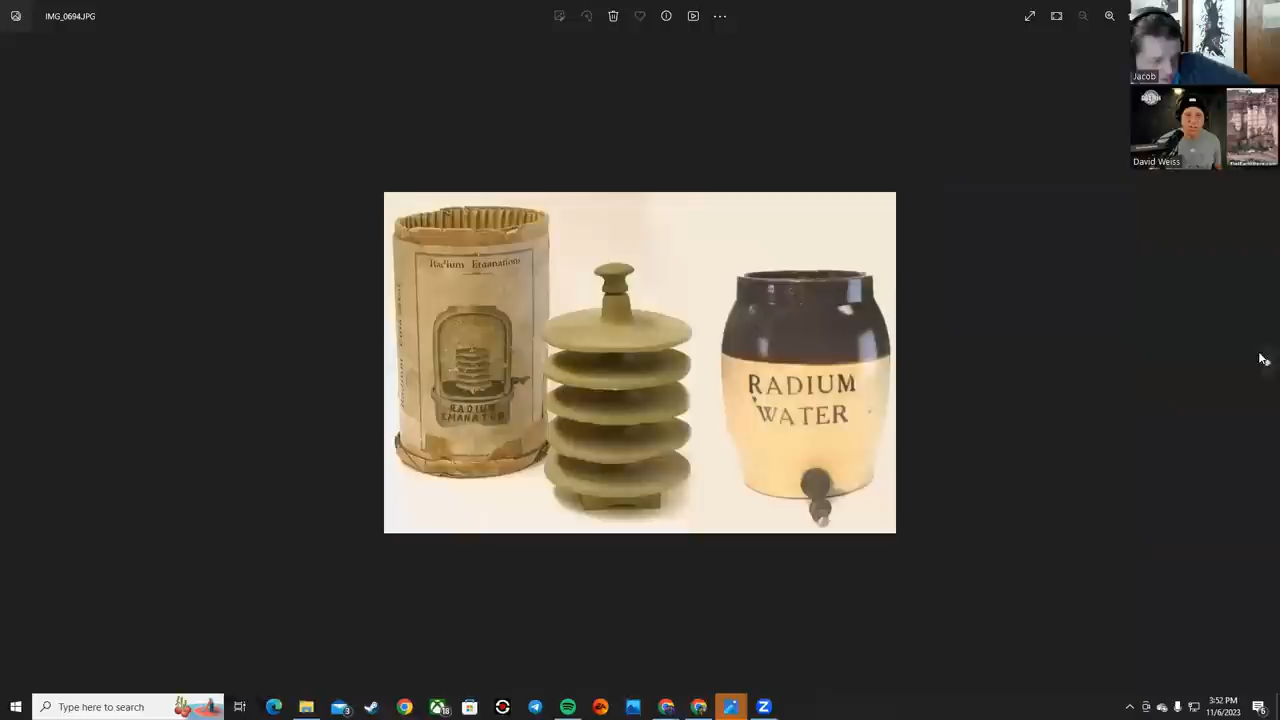 IMG_0694.JPG
Jacob
David Weiss
Radium Emanations
RADIUM
EMANATOR
RADIUM
WATER
Type here to search
3:52 PM
11/6/2023